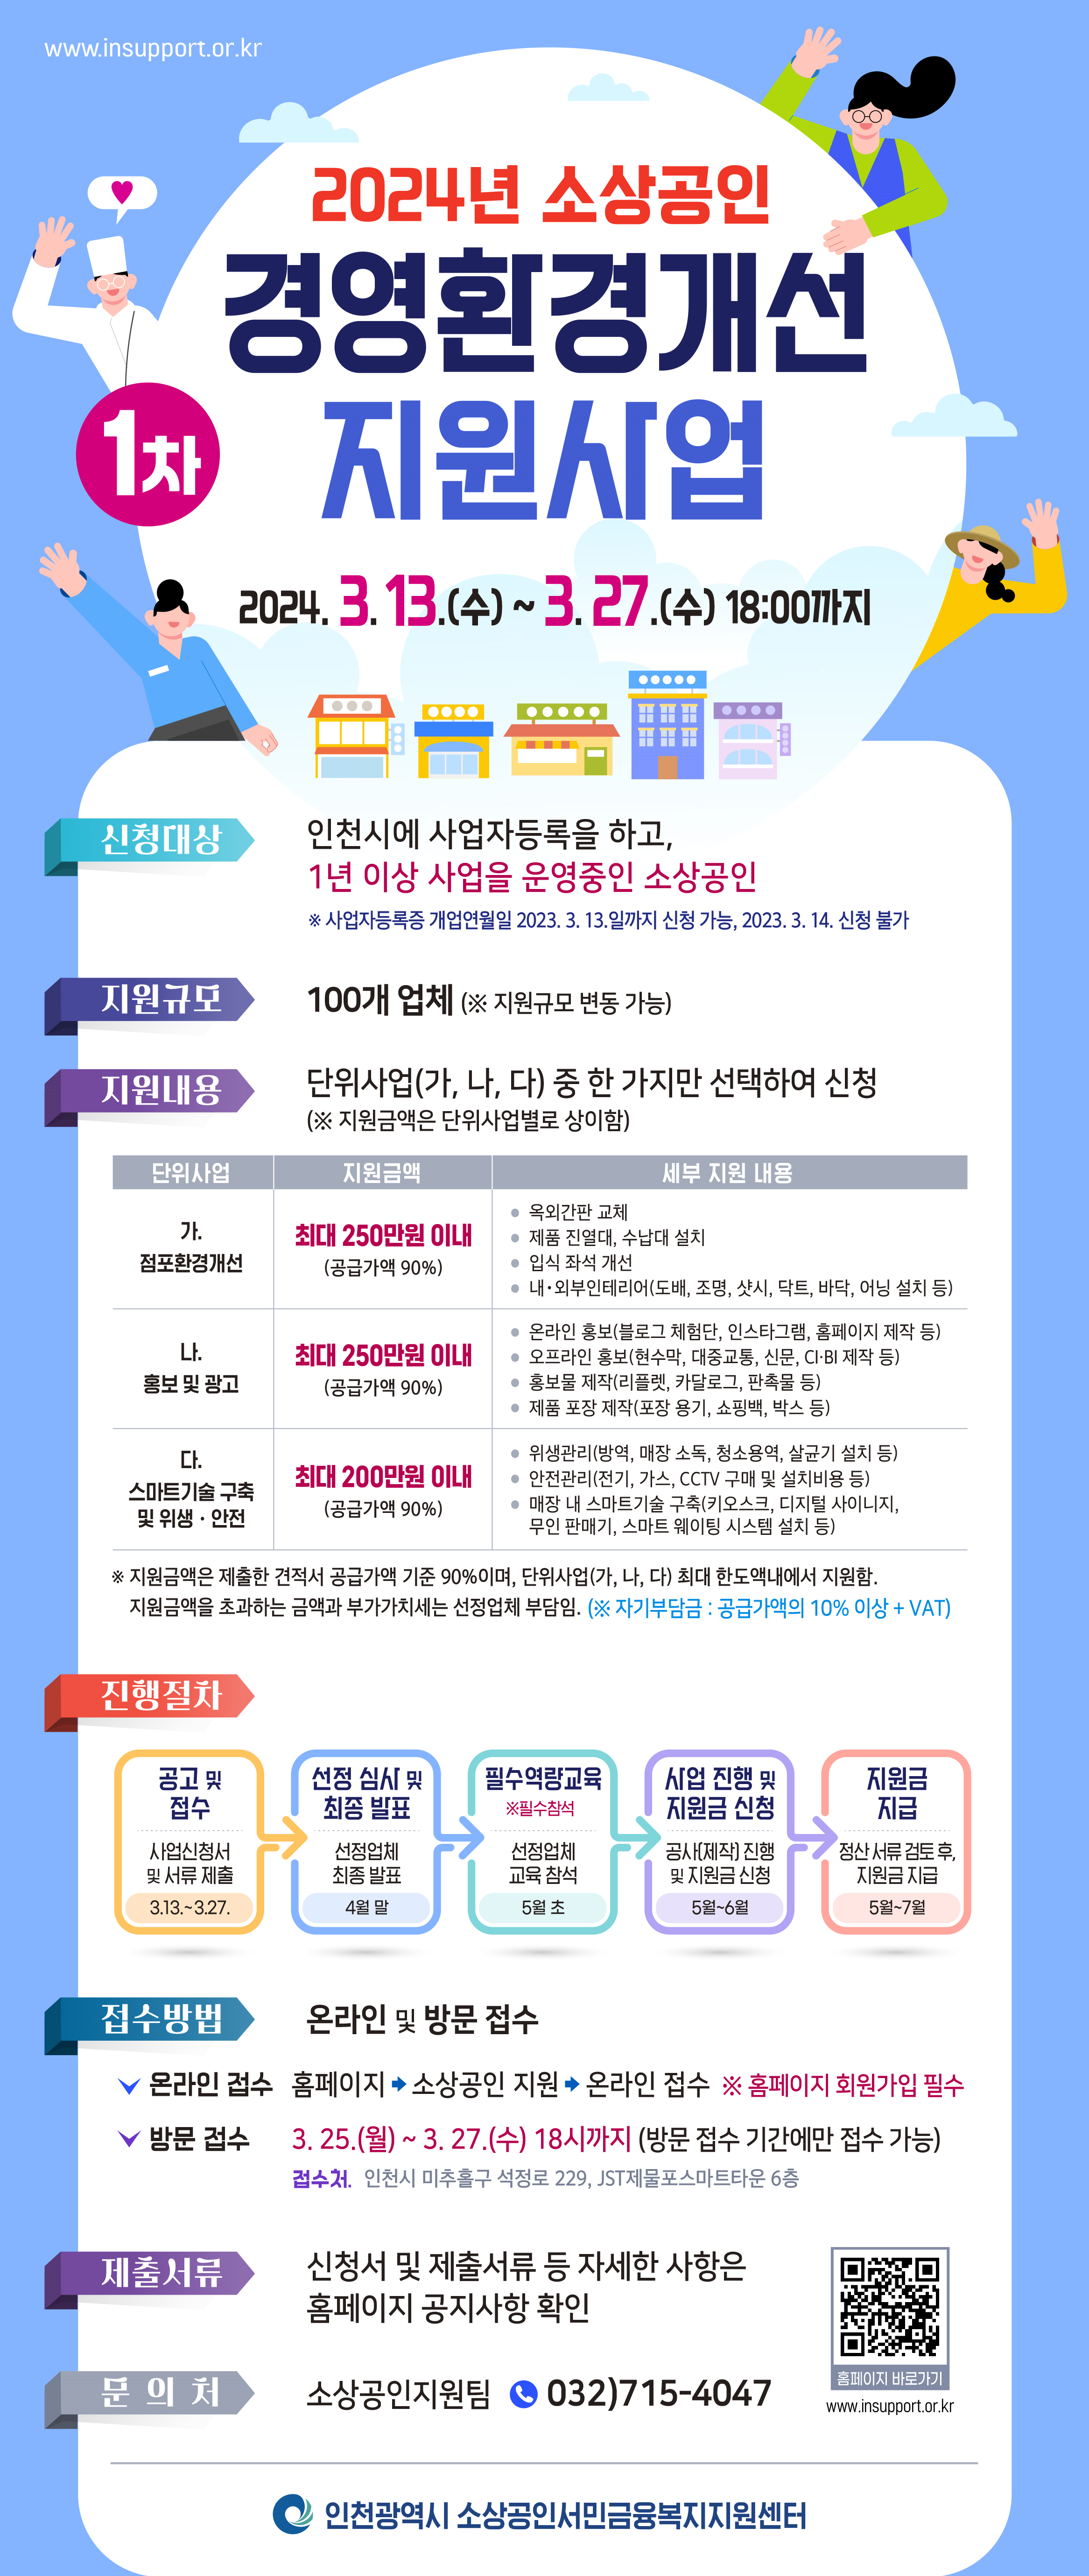 www.insupport.or.kr
2024년 소상공인
경영환경개선
지원사업
1차
2024. 3. 13.(수) ~ 3. 27.(수) 18:00까지
신청대상
인천시에 사업자등록을 하고,
1년 이상 사업을 운영중인 소상공인
※ 사업자등록증 개업연월일 2023. 3. 13.일까지 신청 가능, 2023. 3. 14. 신청 불가
지원규모
100개 업체 (※ 지원규모 변동 가능)
지원내용
단위사업(가, 나, 다) 중 한 가지만 선택하여 신청
(※ 지원금액은 단위사업별로 상이함)
단위사업 지원금액 세부 지원 내용
가.
점포환경개선
최대 250만원 이내
(공급가액 90%)
● 옥외간판 교체
● 제품 진열대, 수납대 설치
● 입식 좌석 개선
● 내·외부인테리어(도배, 조명, 샷시, 닥트, 바닥, 어닝 설치 등)
나.
홍보 및 광고
최대 250만원 이내
(공급가액 90%)
● 온라인 홍보(블로그 체험단, 인스타그램, 홈페이지 제작 등)
● 오프라인 홍보(현수막, 대중교통, 신문, CI·BI 제작 등)
● 홍보물 제작(리플렛, 카달로그, 판촉물 등)
● 제품 포장 제작(포장 용기, 쇼핑백, 박스 등)
다.
스마트기술 구축
및 위생 · 안전
최대 200만원 이내
(공급가액 90%)
● 위생관리(방역, 매장 소독, 청소용역, 살균기 설치 등)
● 안전관리(전기, 가스, CCTV 구매 및 설치비용 등)
● 매장 내 스마트기술 구축(키오스크, 디지털 사이니지,
무인 판매기, 스마트 웨이팅 시스템 설치 등)
※ 지원금액은 제출한 견적서 공급가액 기준 90%이며, 단위사업(가, 나, 다) 최대 한도액내에서 지원함.
지원금액을 초과하는 금액과 부가가치세는 선정업체 부담임. (※ 자기부담금 : 공급가액의 10% 이상 + VAT)
진행절차
공고 및
접수
사업신청서
및 서류 제출
3.13.~3.27.
선정 심사 및
최종 발표
선정업체
최종 발표
4월 말
필수역량교육
※필수참석
선정업체
교육 참석
5월 초
사업 진행 및
지원금 신청
공사(제작) 진행
및 지원금 신청
5월~6월
지원금
지급
정산 서류 검토 후,
지원금 지급
5월~7월
접수방법
온라인 및 방문 접수
온라인 접수 홈페이지 ➡ 소상공인 지원 ➡ 온라인 접수 ※ 홈페이지 회원가입 필수
방문 접수 3. 25.(월) ~ 3. 27.(수) 18시까지 (방문 접수 기간에만 접수 가능)
접수처. 인천시 미추홀구 석정로 229, JST제물포스마트타운 6층
제출서류
신청서 및 제출서류 등 자세한 사항은
홈페이지 공지사항 확인
홈페이지 바로가기
www.insupport.or.kr
문 의 처
소상공인지원팀 032)715-4047
인천광역시 소상공인서민금융복지지원센터